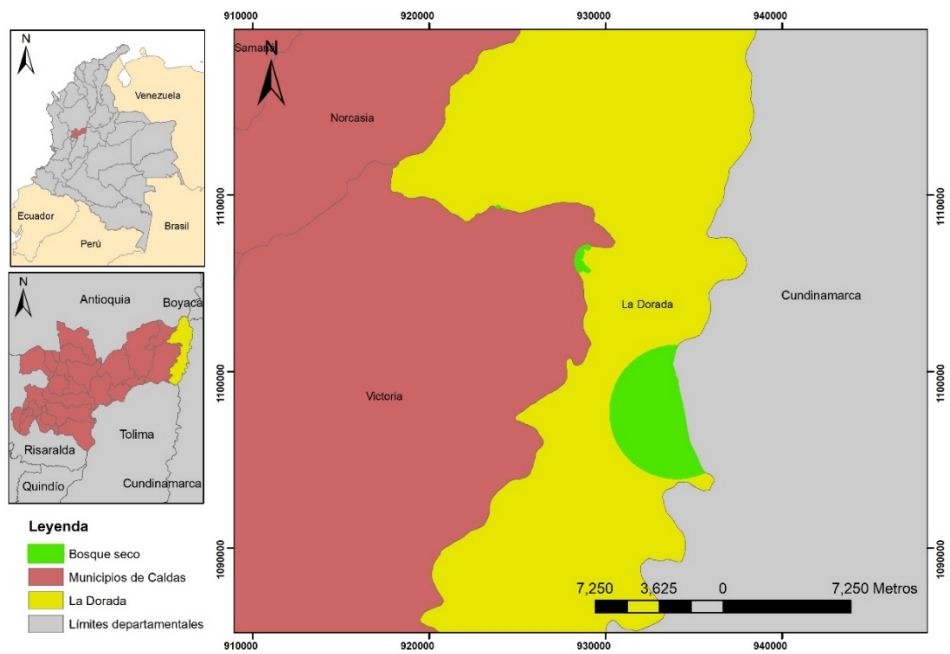 N
Venezuela
Ecuador
Perú
Brasil
N
Antioquia
Boyacá
Risaralda
Tolima
Quindío
Cundinamarca
Leyenda
Bosque seco
Municipios de Caldas
La Dorada
Límites departamentales
910000 920000 930000 940000
1110000
1100000
1090000
Samaná
N
Norcasia
La Dorada
Cundinamarca
Victoria
7,250 3,625 0 7,250 Metros
1110000
1100000
1090000
910000 920000 930000 940000